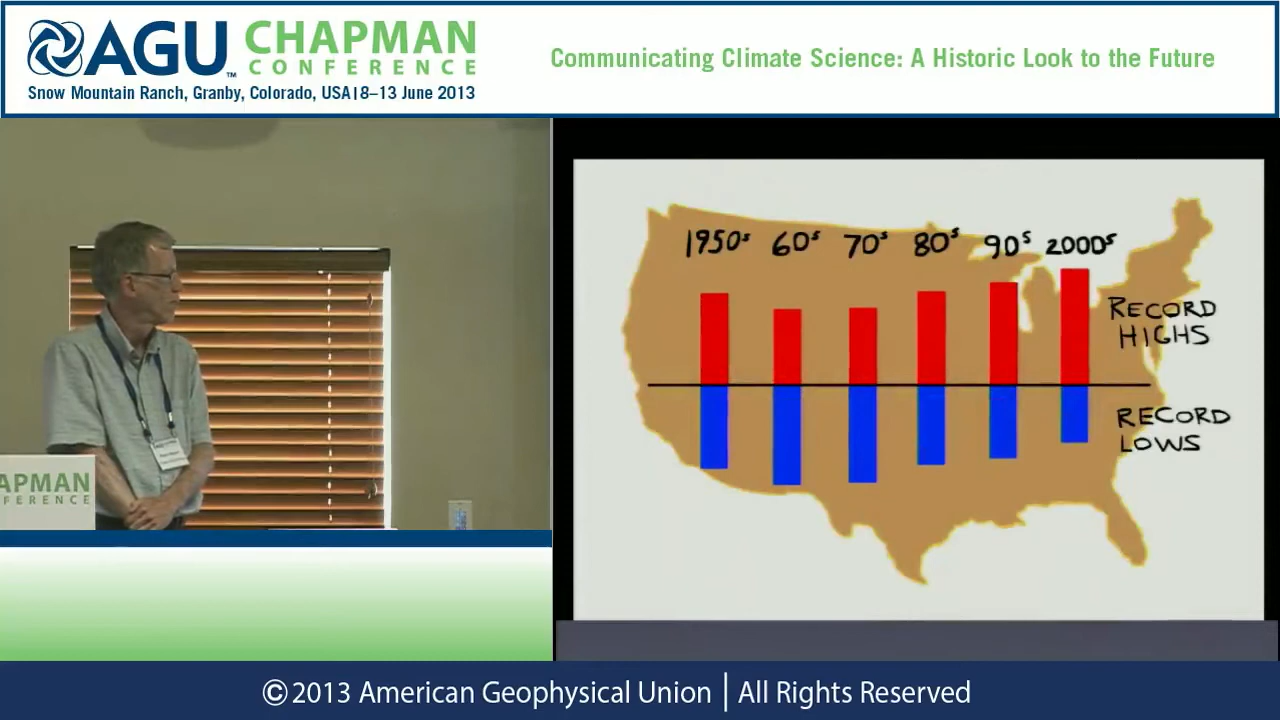 AGU™ CHAPMAN
CONFERENCE
Snow Mountain Ranch, Granby, Colorado, USA|8–13 June 2013
Communicating Climate Science: A Historic Look to the Future
1950s 60s 70s 80s 90s 2000s
RECORD
HIGHS
RECORD
LOWS
APMAN
FERENCE
©2013 American Geophysical Union | All Rights Reserved